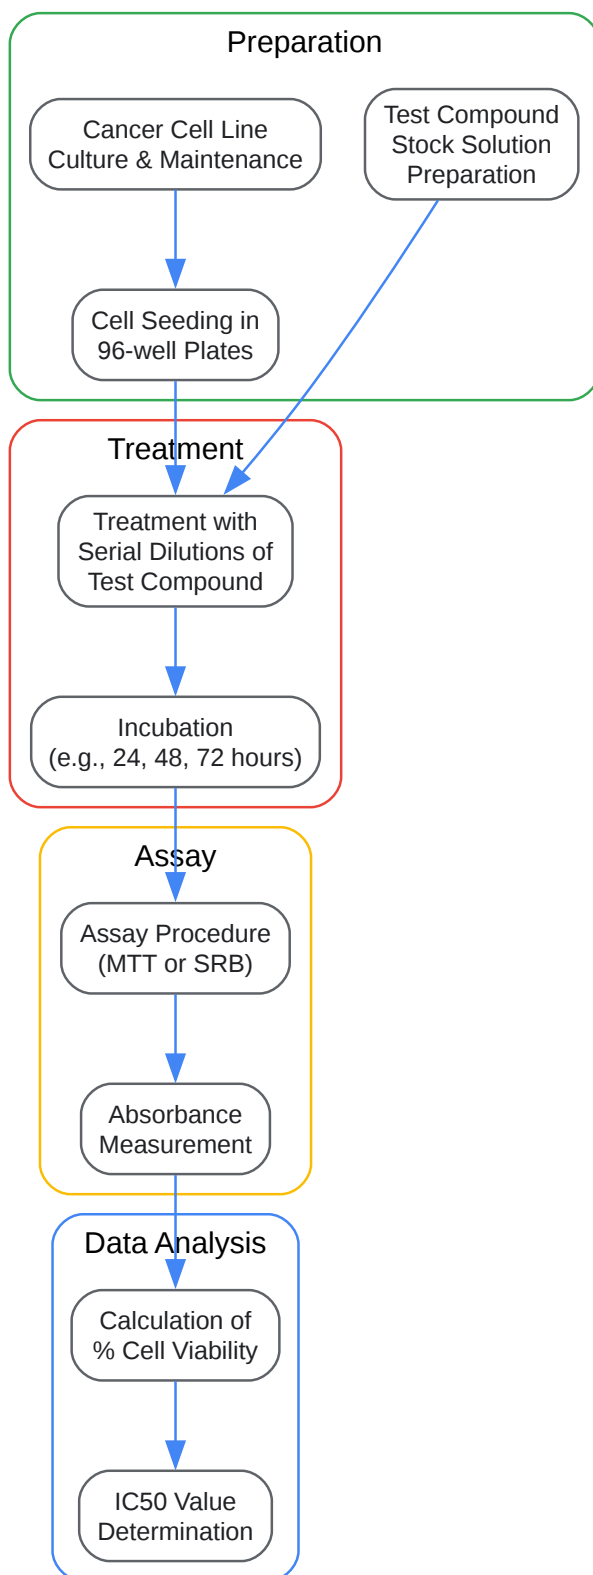 Preparation
Cancer Cell Line
Culture & Maintenance
Test Compound
Stock Solution
Preparation
Cell Seeding in
96-well Plates
Treatment
Treatment with
Serial Dilutions of
Test Compound
Incubation
(e.g., 24, 48, 72 hours)
Assay
Assay Procedure
(MTT or SRB)
Absorbance
Measurement
Data Analysis
Calculation of
% Cell Viability
IC50 Value
Determination